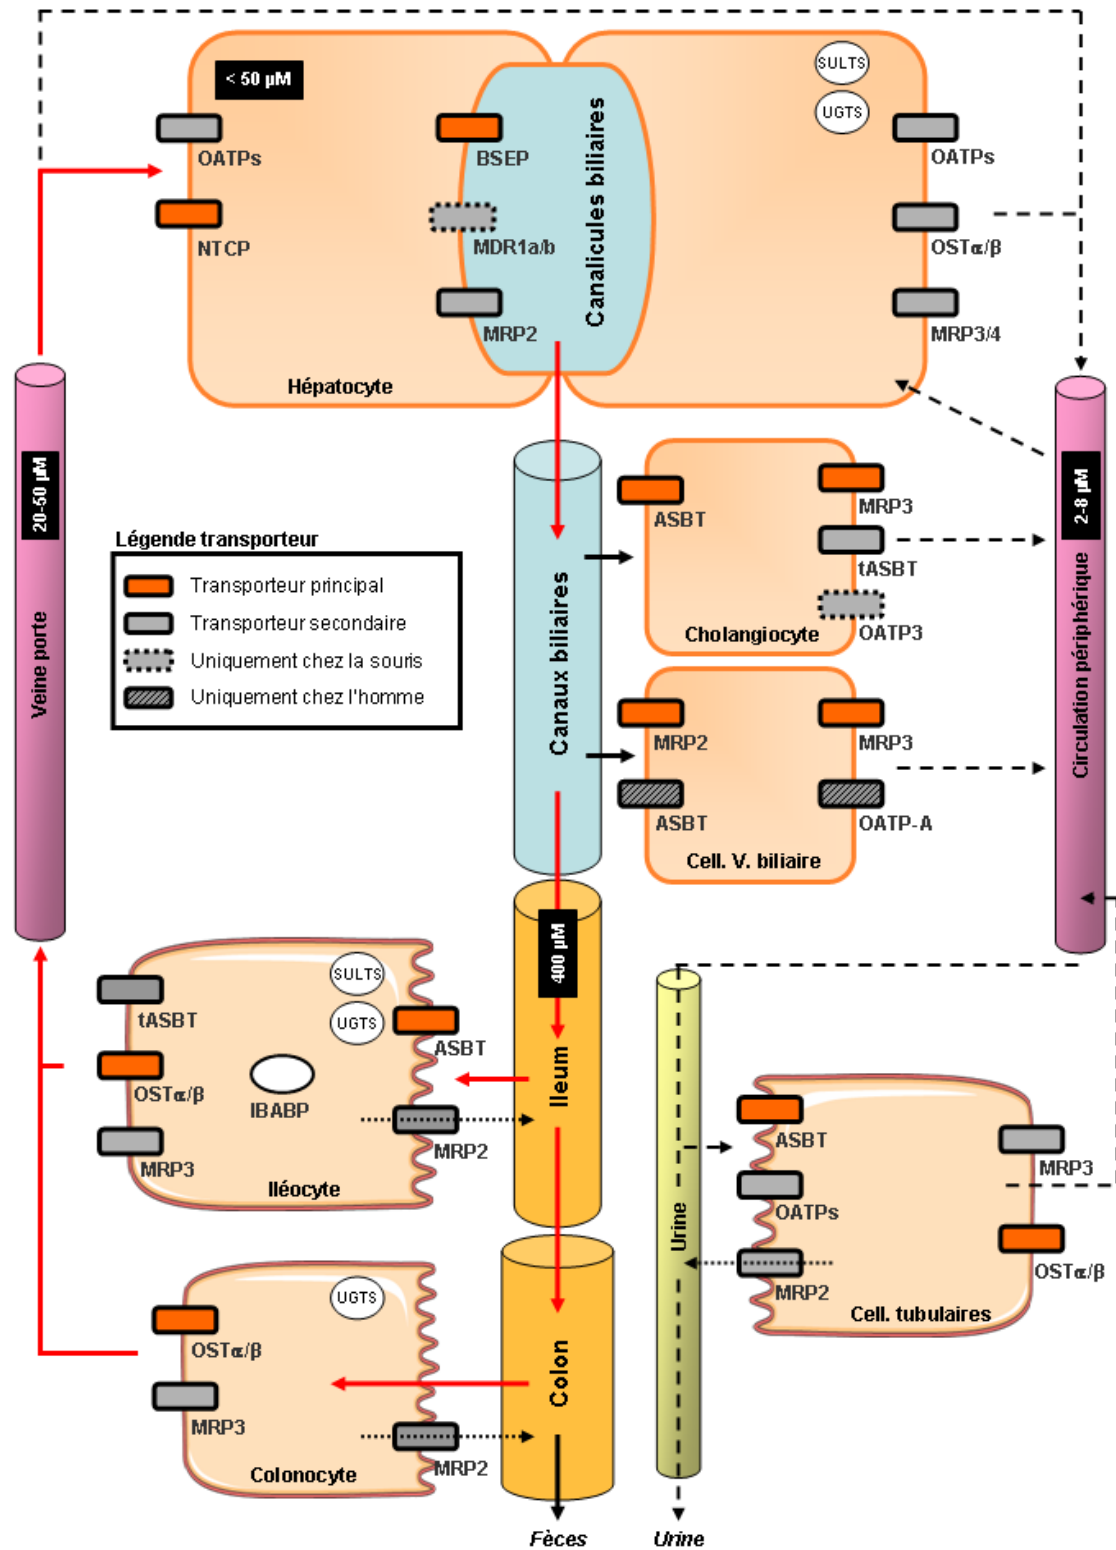 < 50 µM
SULTS
UGTS
OATPs
BSEP
OATPs
Canalicules biliaires
NTCP
MDR1a/b
OSTα/β
MRP2
MRP3/4
Hépatocyte
20-50 µM
Veine porte
2-8 µM
Circulation périphérique
Légende transporteur
Transporteur principal
Transporteur secondaire
Uniquement chez la souris
Uniquement chez l'homme
Canaux biliaires
ASBT
MRP3
tASBT
OATP3
Cholangiocyte
MRP2
MRP3
ASBT
OATP-A
Cell. V. biliaire
400 µM
Ileum
SULTS
UGTS
tASBT
ASBT
OSTα/β
IBABP
MRP3
MRP2
Iléocyte
Urine
ASBT
MRP3
OATPs
OSTα/β
MRP2
Cell. tubulaires
Colon
UGTS
OSTα/β
MRP3
MRP2
Colonocyte
Fèces
Urine